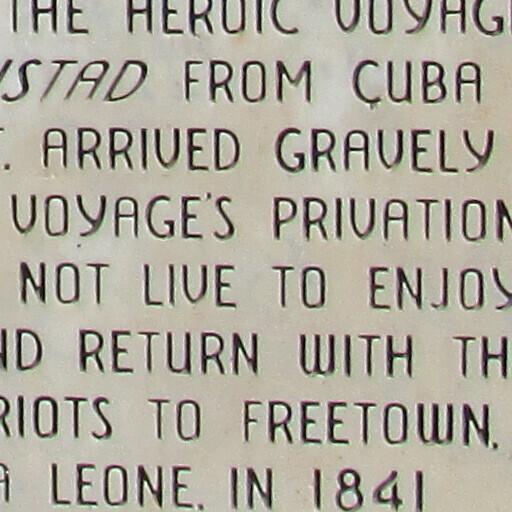 THE HEROIC VOYAG
STAD FROM CUBA
. ARRIVED GRAVELY
VOYAGE'S PRIVATION
NOT LIVE TO ENJOY
ND RETURN WITH TH
RIOTS TO FREETOWN.
A LEONE. IN 1841